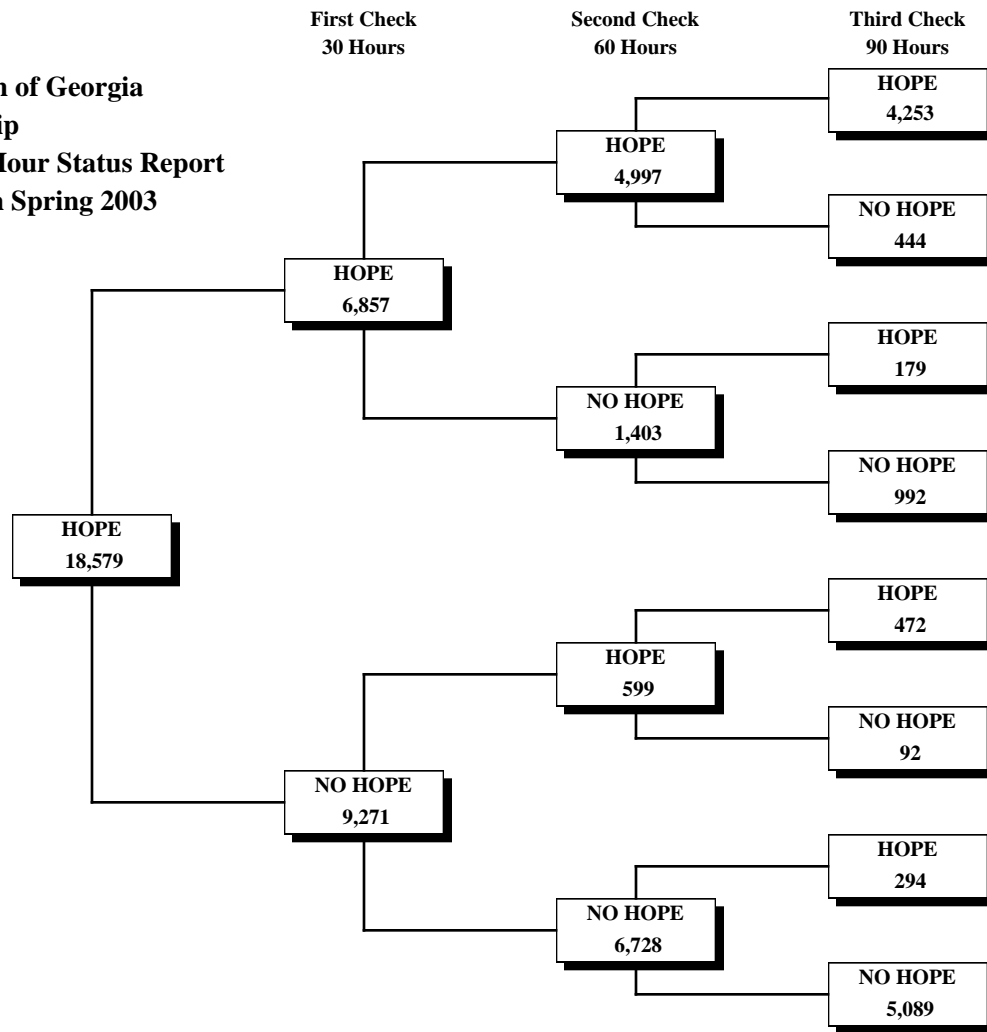 First Check
30 Hours
Second Check
60 Hours
Third Check
90 Hours
of Georgia
Hour Status Report
Spring 2003
HOPE
18,579
HOPE
6,857
NO HOPE
9,271
HOPE
4,997
NO HOPE
1,403
HOPE
599
NO HOPE
6,728
HOPE
4,253
NO HOPE
444
HOPE
179
NO HOPE
992
HOPE
472
NO HOPE
92
HOPE
294
NO HOPE
5,089